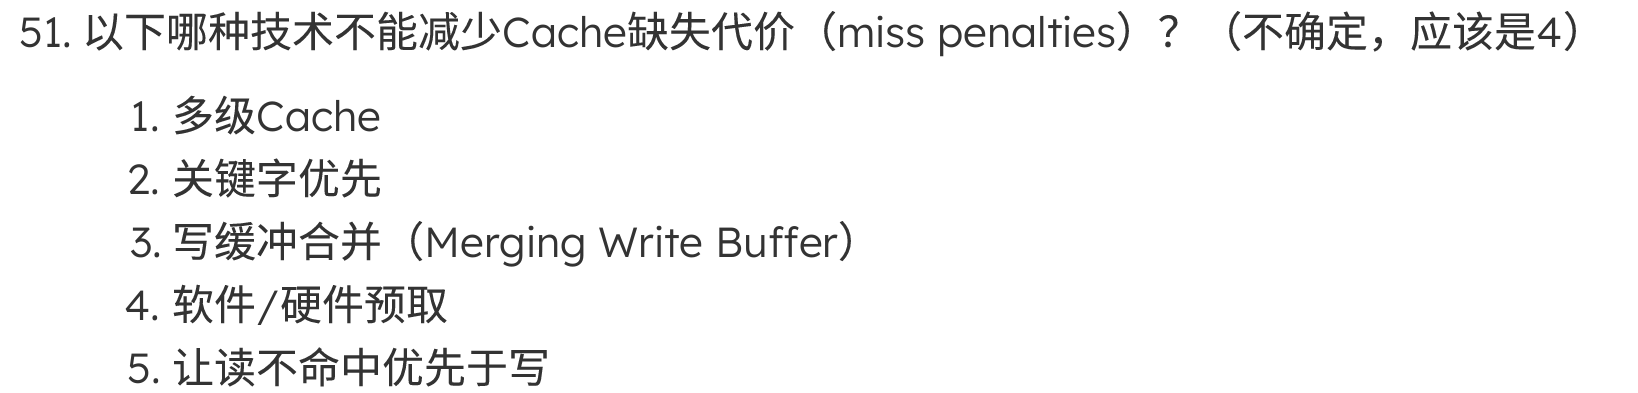 51. 以下哪种技术不能减少Cache缺失代价（miss penalties）？（不确定，应该是4）
1. 多级Cache
2. 关键字优先
3. 写缓冲合并（Merging Write Buffer）
4. 软件/硬件预取
5. 让读不命中优先于写